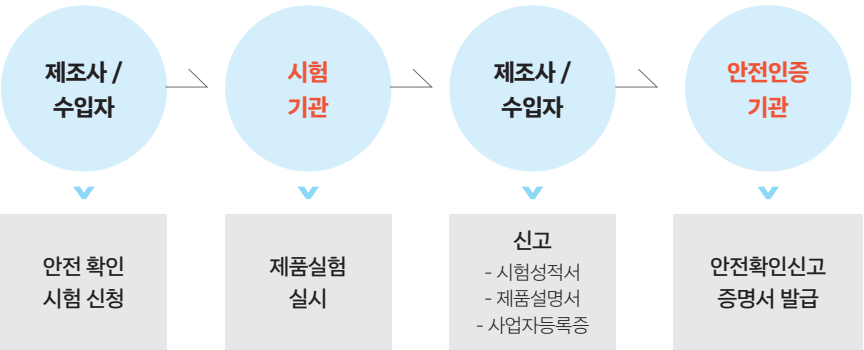 제조사 /
수입자
시험
기관
제조사 /
수입자
안전인증
기관
안전 확인
시험 신청
제품실험
실시
신고
- 시험성적서
- 제품설명서
- 사업자등록증
안전확인신고
증명서 발급